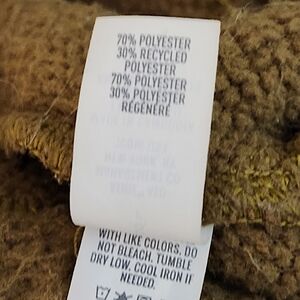 70% POLYESTER
30% RECYCLED
POLYESTER
70% POLYESTER
30% POLYESTER
RÉGÉNÉRÉ
WITH LIKE COLORS, DO
NOT BLEACH, TUMBLE
DRY LOW, COOL IRON IF
NEEDED.